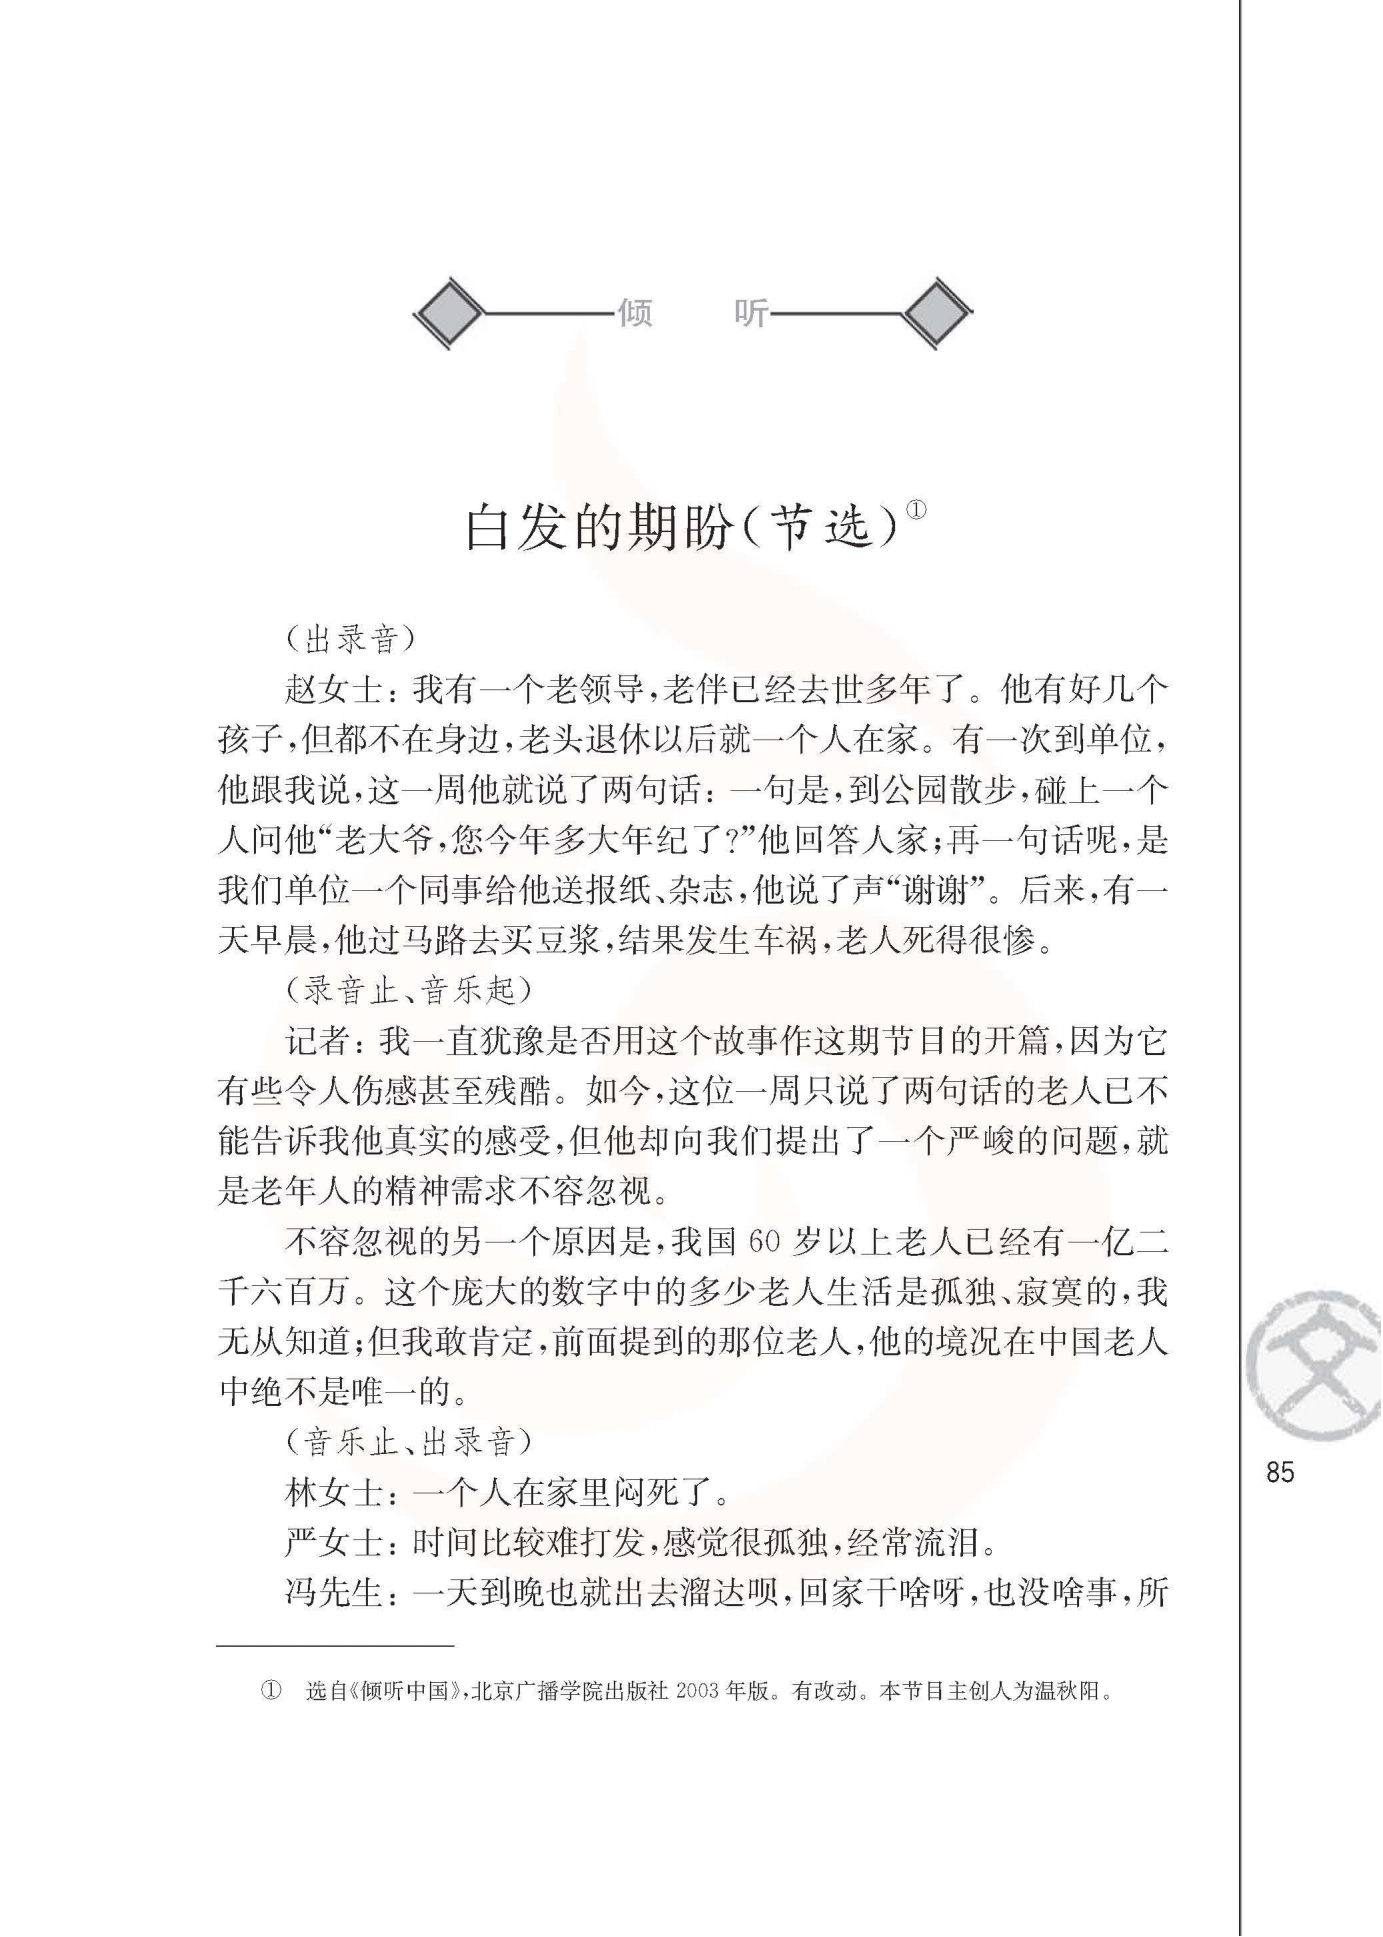 倾 听
白发的期盼(节选)①
(出录音)
赵女士：我有一个老领导,老伴已经去世多年了。他有好几个
孩子,但都不在身边,老头退休以后就一个人在家。有一次到单位,
他跟我说,这一周他就说了两句话：一句是,到公园散步,碰上一个
人问他“老大爷,您今年多大年纪了?”他回答人家;再一句话呢,是
我们单位一个同事给他送报纸、杂志,他说了声“谢谢”。后来,有一
天早晨,他过马路去买豆浆,结果发生车祸,老人死得很惨。
(录音止、音乐起)
记者：我一直犹豫是否用这个故事作这期节目的开篇,因为它
有些令人伤感甚至残酷。如今,这位一周只说了两句话的老人已不
能告诉我他真实的感受,但他却向我们提出了一个严峻的问题,就
是老年人的精神需求不容忽视。
不容忽视的另一个原因是,我国 60 岁以上老人已经有一亿二
千六百万。这个庞大的数字中的多少老人生活是孤独、寂寞的,我
无从知道;但我敢肯定,前面提到的那位老人,他的境况在中国老人
中绝不是唯一的。
(音乐止、出录音)
林女士：一个人在家里闷死了。
严女士：时间比较难打发,感觉很孤独,经常流泪。
冯先生：一天到晚也就出去溜达呗,回家干啥呀,也没啥事,所
① 选自《倾听中国》,北京广播学院出版社 2003 年版。有改动。本节目主创人为温秋阳。
文
85